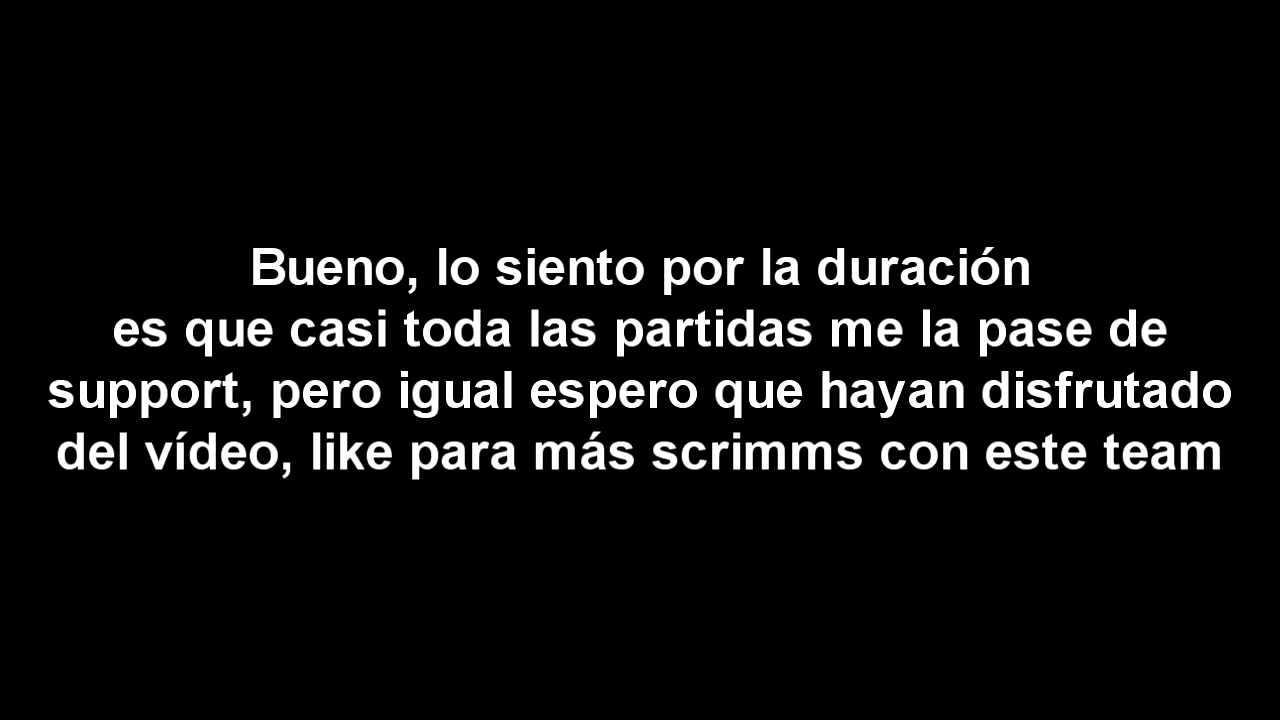 Bueno, lo siento por la duración
es que casi toda las partidas me la pase de
support, pero igual espero que hayan disfrutado
del vídeo, like para más scrimms con este team